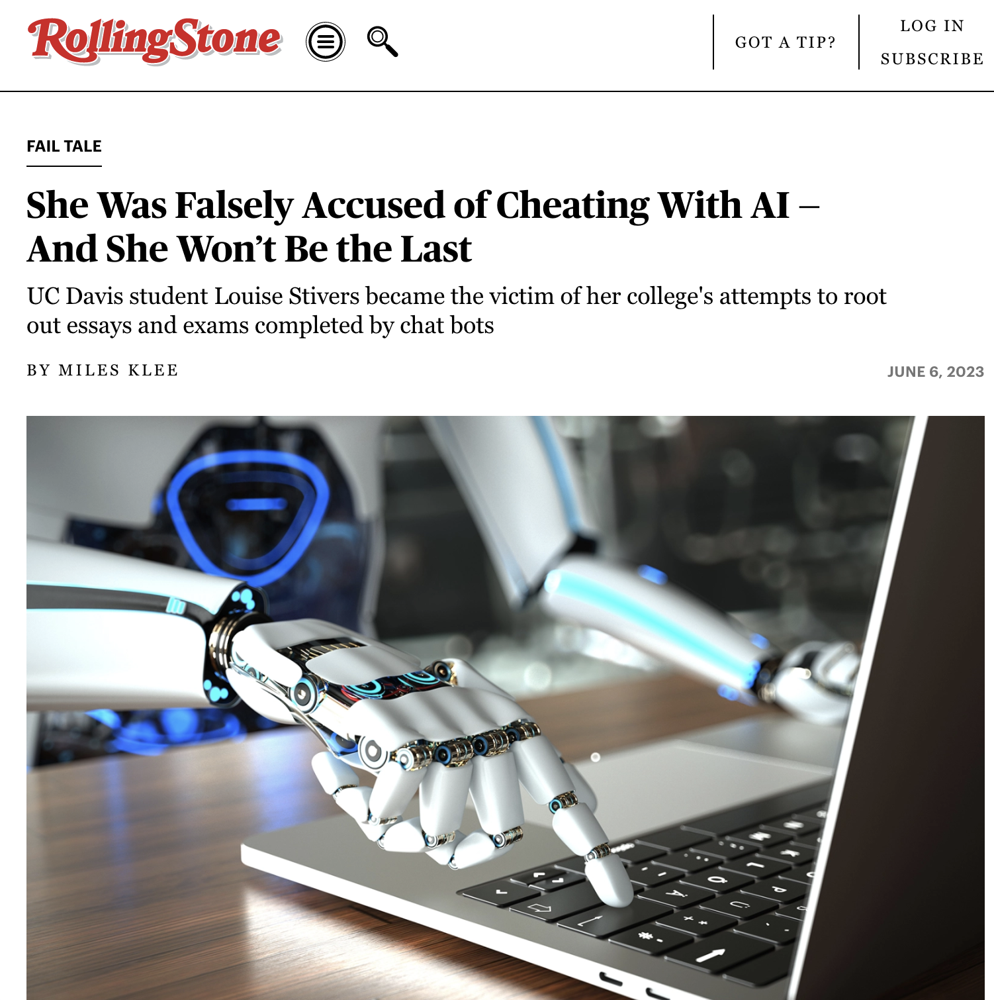 RollingStone
GOT A TIP?
LOG IN
SUBSCRIBE
FAIL TALE
She Was Falsely Accused of Cheating With AI —
And She Won’t Be the Last
UC Davis student Louise Stivers became the victim of her college's attempts to root
out essays and exams completed by chat bots
BY MILES KLEE
JUNE 6, 2023